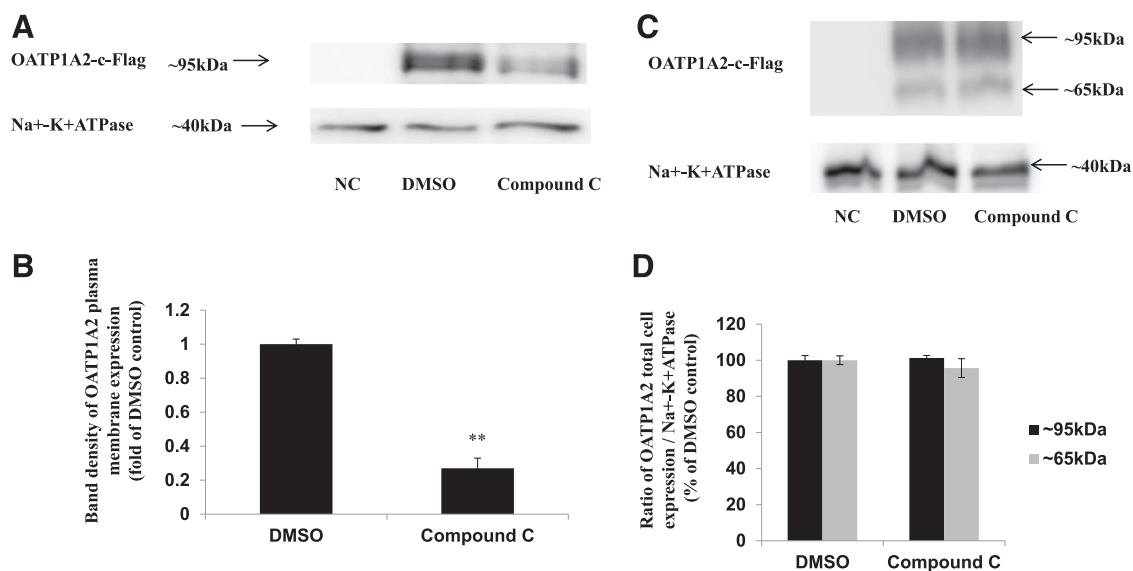 A
OATP1A2-c-Flag ~95kDa
Na+-K+ATPase ~40kDa
NC DMSO Compound C
C
~95kDa
OATP1A2-c-Flag
~65kDa
Na+-K+ATPase ~40kDa
NC DMSO Compound C
B
Band density of OATP1A2 plasma
membrane expression
(fold of DMSO control)
1.2
1
0.8
0.6
0.4
0.2
0
**
DMSO Compound C
D
Ratio of OATP1A2 total cell
expression / Na+-K+ATPase
(% of DMSO control)
120
100
80
60
40
20
0
DMSO Compound C
~95kDa
~65kDa